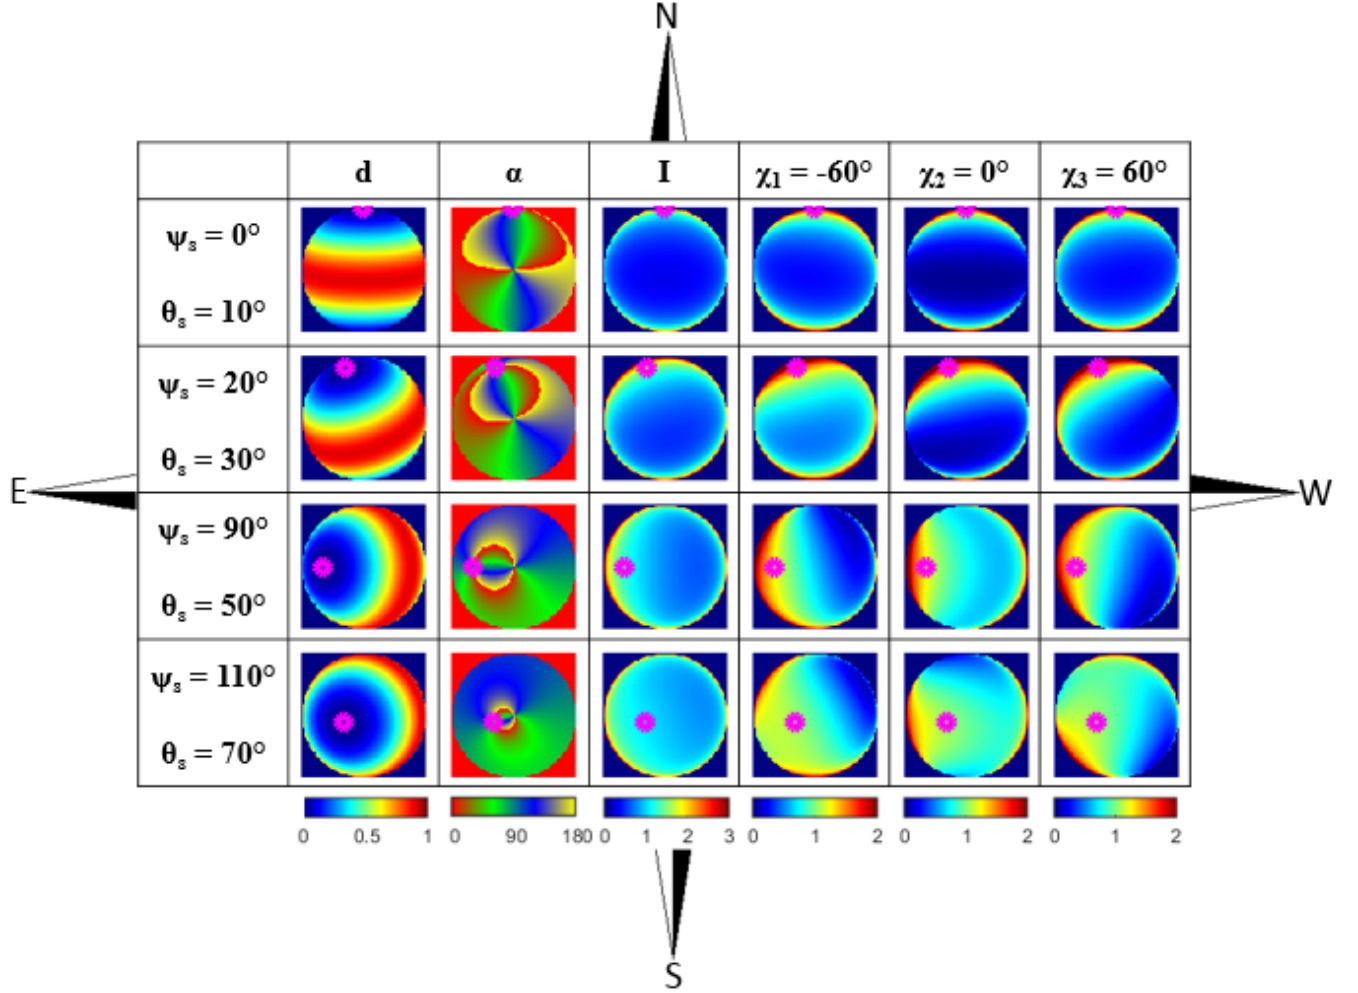 N
d α I χ₁ = -60° χ₂ = 0° χ₃ = 60°
ψₛ = 0°
θₛ = 10°
ψₛ = 20°
θₛ = 30°
E W
ψₛ = 90°
θₛ = 50°
ψₛ = 110°
θₛ = 70°
0 0.5 1 0 90 180 0 1 2 3 0 1 2 0 1 2 0 1 2
S